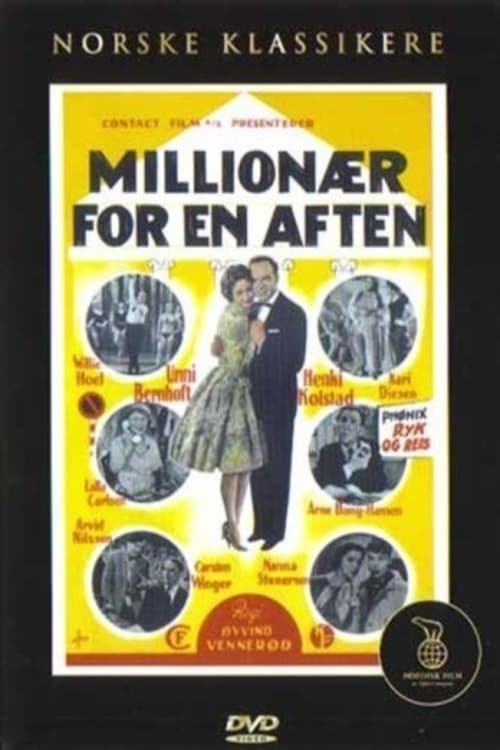 NORSKE KLASSIKERE
CONTACT FILM A/S PRESENTERER
MILLIONÆR
FOR EN AFTEN
Willie
Hoel
Unni
Bernhoft
Henki
Kolstad
Kari
Diesen
PHØNIX
RYK
OG REIS
Lalla
Carlsen
Arne Bang-Hansen
Arvid
Nilssen
Carsten
Winger
Nanna
Stenersen
Regi
ØYVIND
VENNERØD
CF
NORDISK FILM
DVD
VIDEO